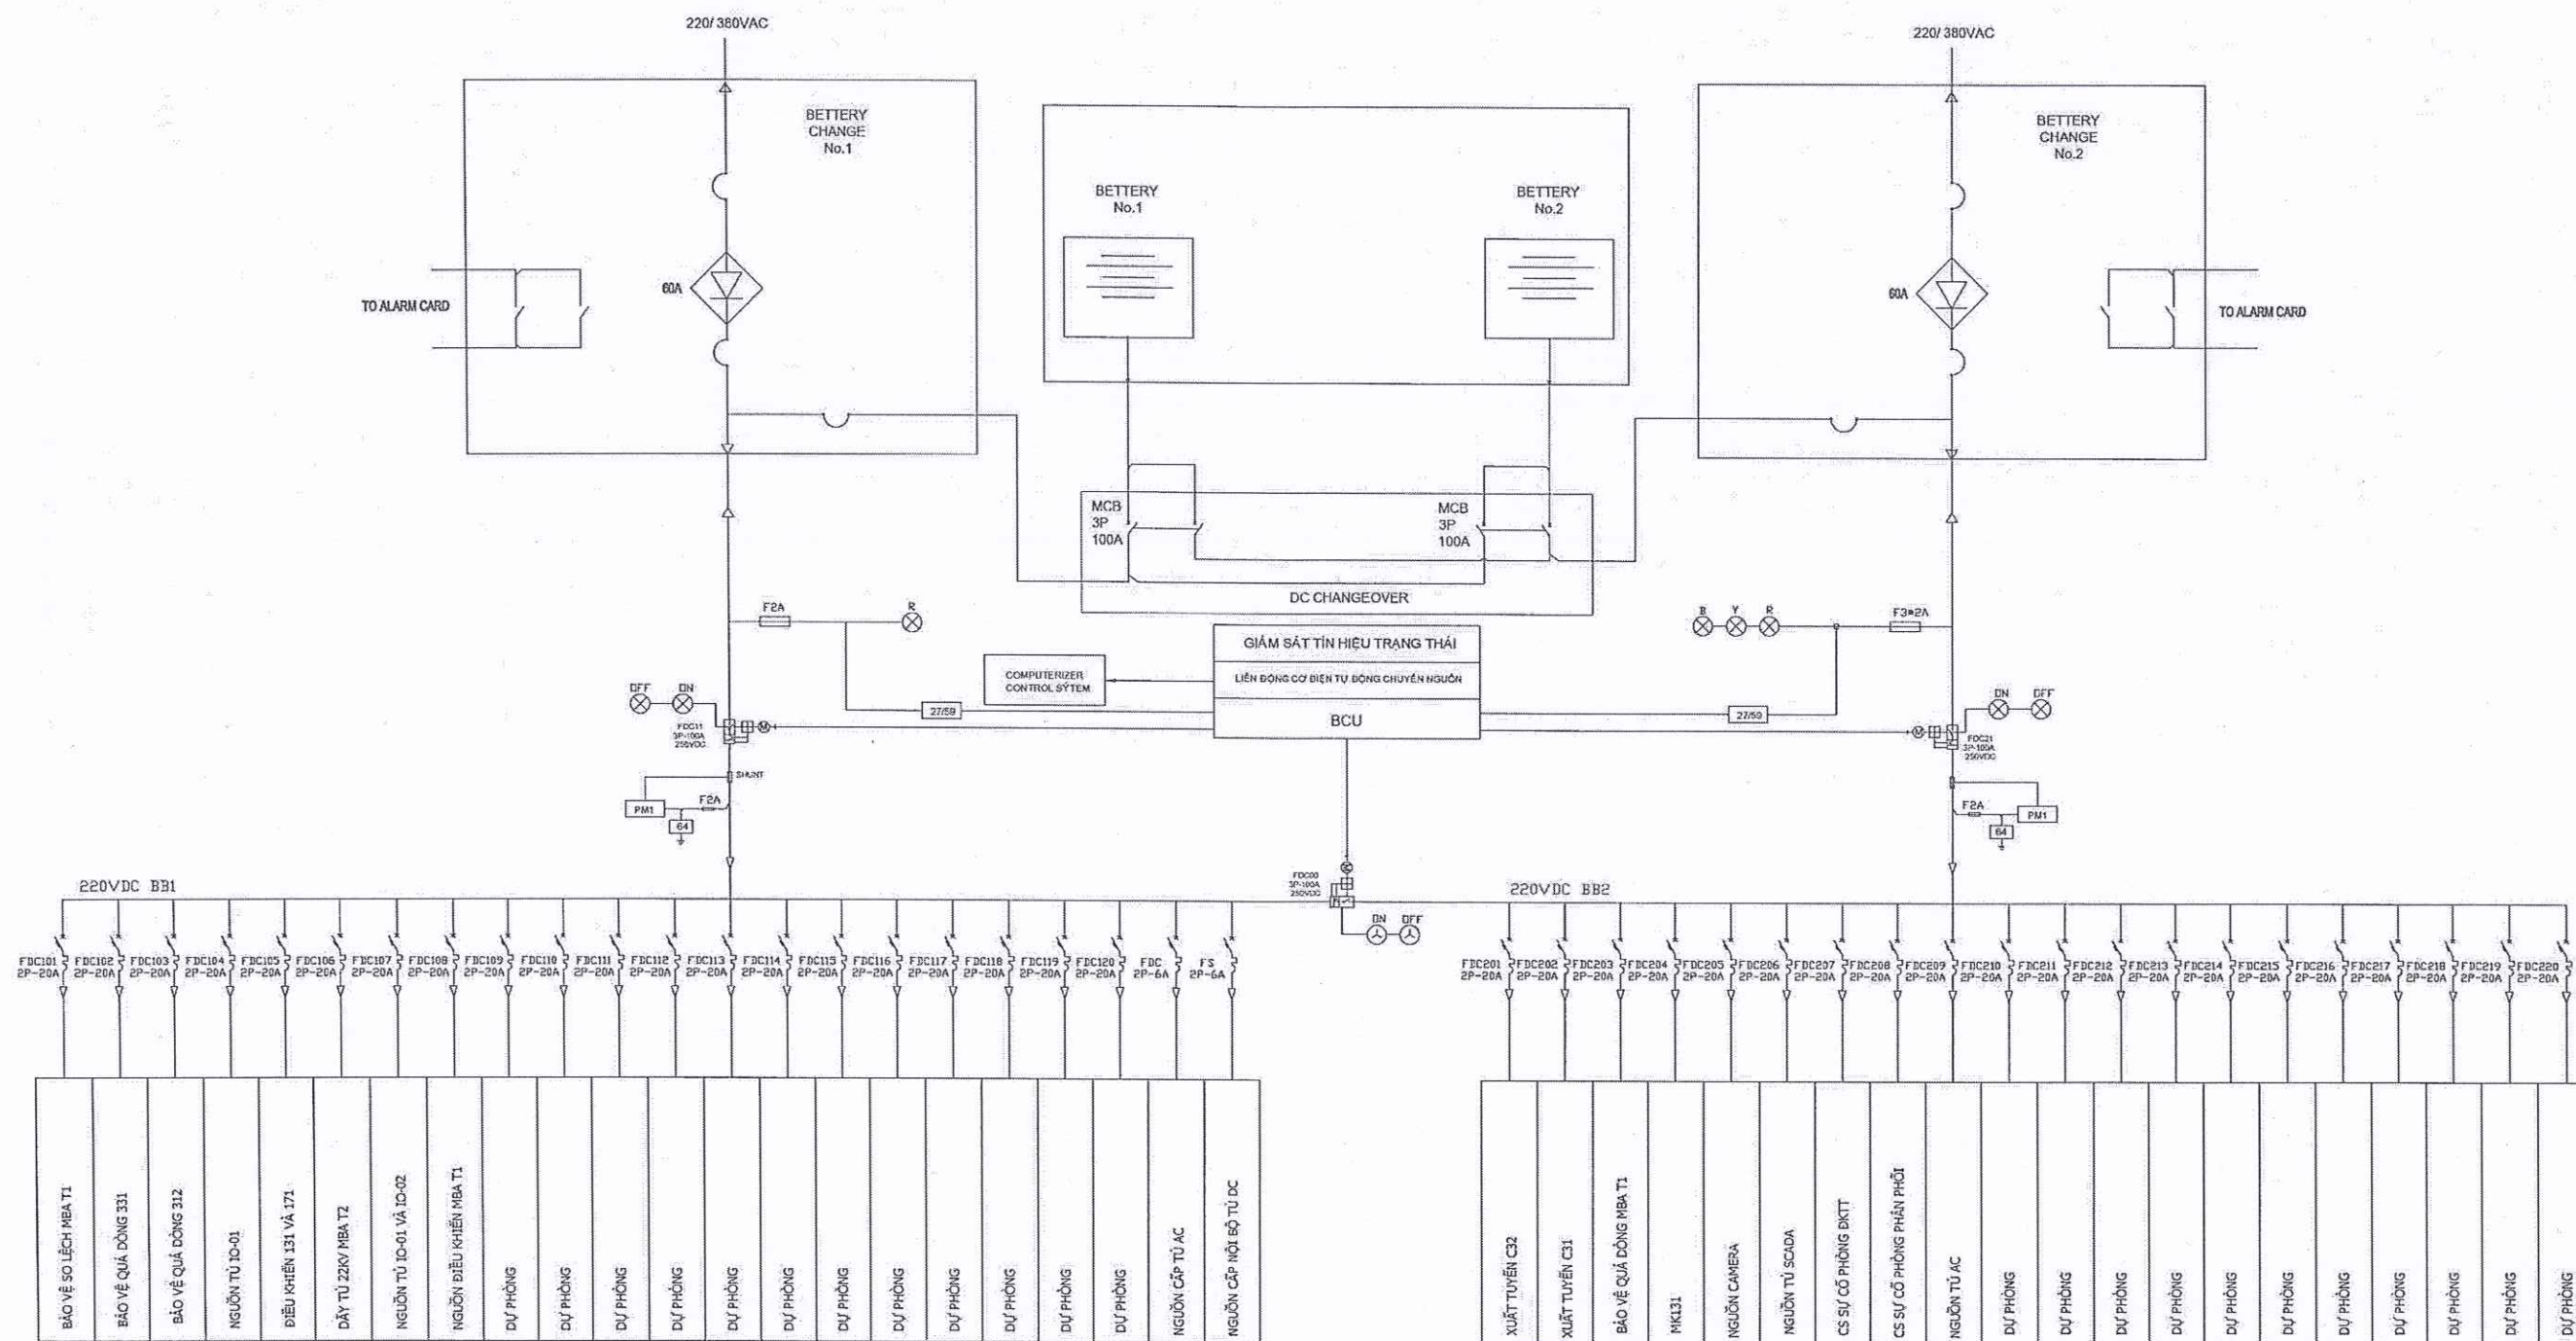 220/380VAC
220/380VAC
BETTERY
CHANGE
No.1
BETTERY
CHANGE
No.2
BETTERY
No.1
BETTERY
No.2
60A
60A
TO ALARM CARD
TO ALARM CARD
MCB
3P
100A
MCB
3P
100A
DC CHANGEOVER
F2A
R
B
Y
R
F3*2A
GIÁM SÁT TÍN HIỆU TRẠNG THÁI
LIÊN ĐỘNG CƠ ĐIỆN TỰ ĐỘNG CHUYỂN NGUỒN
BCU
COMPUTERIZER
CONTROL SÝTEM
27/59
27/59
OFF
ON
FDC11
3P-100A
250VDC
M
M
FDC21
3P-100A
250VDC
ON
OFF
SHUNT
F2A
PM1
64
F2A
PM1
64
FDC00
3P-100A
250VDC
ON
OFF
220VDC BB1
220VDC BB2
FDC101
2P-20A
FDC102
2P-20A
FDC103
2P-20A
FDC104
2P-20A
FDC105
2P-20A
FDC106
2P-20A
FDC107
2P-20A
FDC108
2P-20A
FDC109
2P-20A
FDC110
2P-20A
FDC111
2P-20A
FDC112
2P-20A
FDC113
2P-20A
FDC114
2P-20A
FDC115
2P-20A
FDC116
2P-20A
FDC117
2P-20A
FDC118
2P-20A
FDC119
2P-20A
FDC120
2P-20A
FDC
2P-6A
FS
2P-6A
FDC201
2P-20A
FDC202
2P-20A
FDC203
2P-20A
FDC204
2P-20A
FDC205
2P-20A
FDC206
2P-20A
FDC207
2P-20A
FDC208
2P-20A
FDC209
2P-20A
FDC210
2P-20A
FDC211
2P-20A
FDC212
2P-20A
FDC213
2P-20A
FDC214
2P-20A
FDC215
2P-20A
FDC216
2P-20A
FDC217
2P-20A
FDC218
2P-20A
FDC219
2P-20A
FDC220
2P-20A
BẢO VỆ SO LỆCH MBA T1
BẢO VỆ QUÁ DÒNG 331
BẢO VỆ QUÁ DÒNG 312
NGUỒN TỦ IO-01
ĐIỀU KHIỂN 131 VÀ 171
DÃY TỦ 22KV MBA T2
NGUỒN TỦ IO-01 VÀ IO-02
NGUỒN ĐIỀU KHIỂN MBA T1
DỰ PHÒNG
DỰ PHÒNG
DỰ PHÒNG
DỰ PHÒNG
DỰ PHÒNG
DỰ PHÒNG
DỰ PHÒNG
DỰ PHÒNG
DỰ PHÒNG
DỰ PHÒNG
DỰ PHÒNG
DỰ PHÒNG
NGUỒN CẤP TỦ AC
NGUỒN CẤP NỘI BỘ TỦ DC
XUẤT TUYẾN C32
XUẤT TUYẾN C31
BẢO VỆ QUÁ DÒNG MBA T1
MK131
NGUỒN CAMERA
NGUỒN TỦ SCADA
CS SỰ CỐ PHÒNG ĐKTT
CS SỰ CỐ PHÒNG PHÂN PHỐI
NGUỒN TỦ AC
DỰ PHÒNG
DỰ PHÒNG
DỰ PHÒNG
DỰ PHÒNG
DỰ PHÒNG
DỰ PHÒNG
DỰ PHÒNG
DỰ PHÒNG
DỰ PHÒNG
DỰ PHÒNG
DỰ PHÒNG